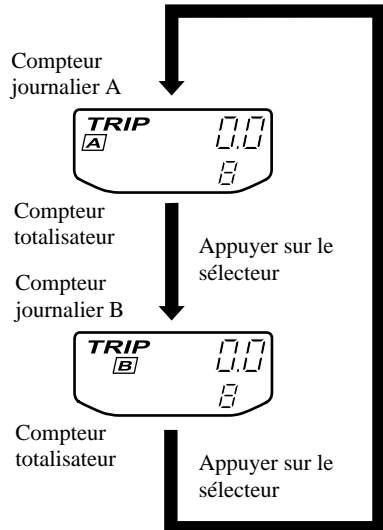 Compteur
journalier A
TRIP 0.0
A
8
Compteur
totalisateur
Appuyer sur le
sélecteur
Compteur
journalier B
TRIP 0.0
B
8
Compteur
totalisateur
Appuyer sur le
sélecteur